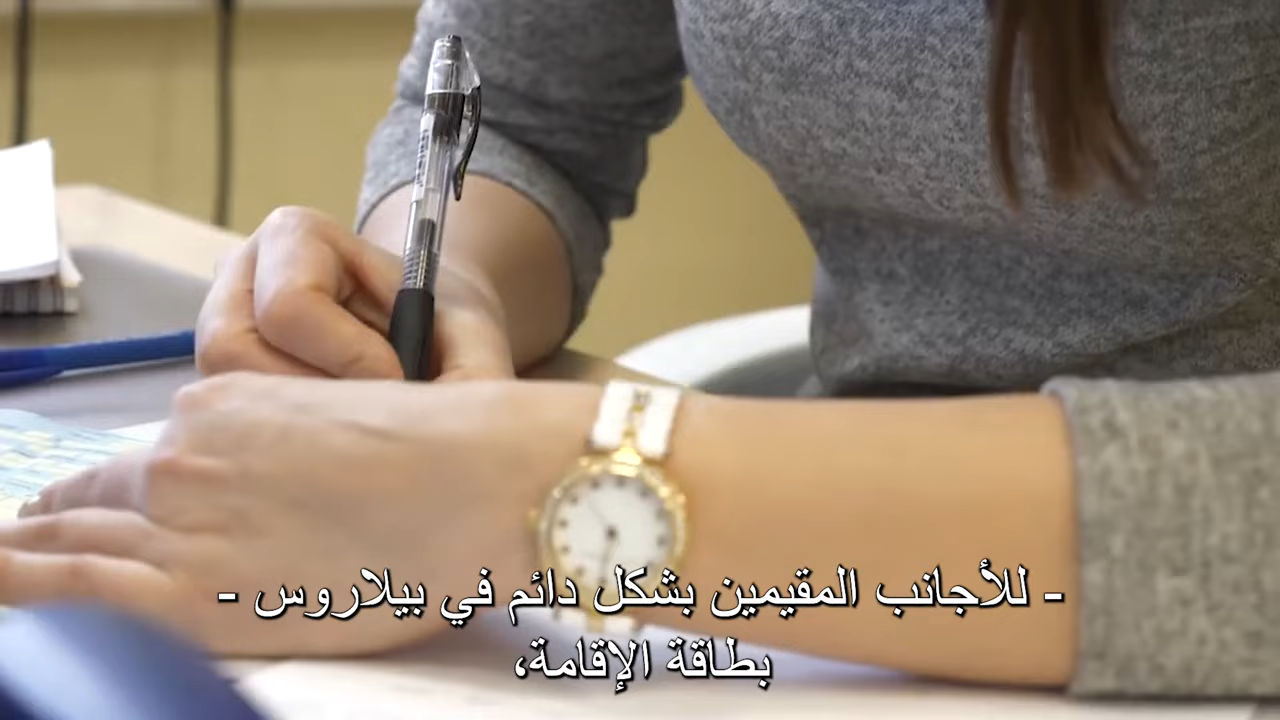 - للأجانب المقيمين بشكل دائم في بيلاروس -
بطاقة الإقامة،